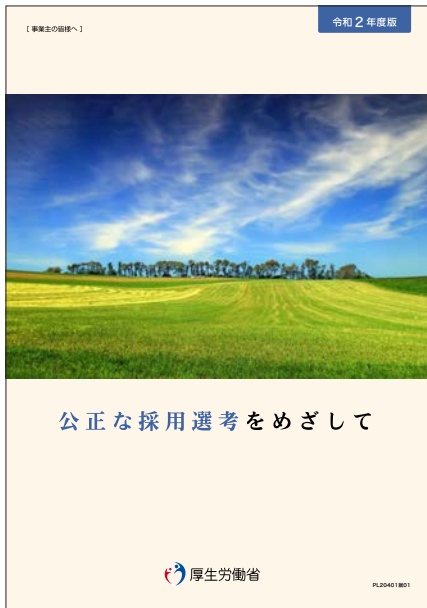 [ 事業主の皆様へ ]
令和 2 年度版
公正な採用選考をめざして
厚生労働省
PL20401雇01